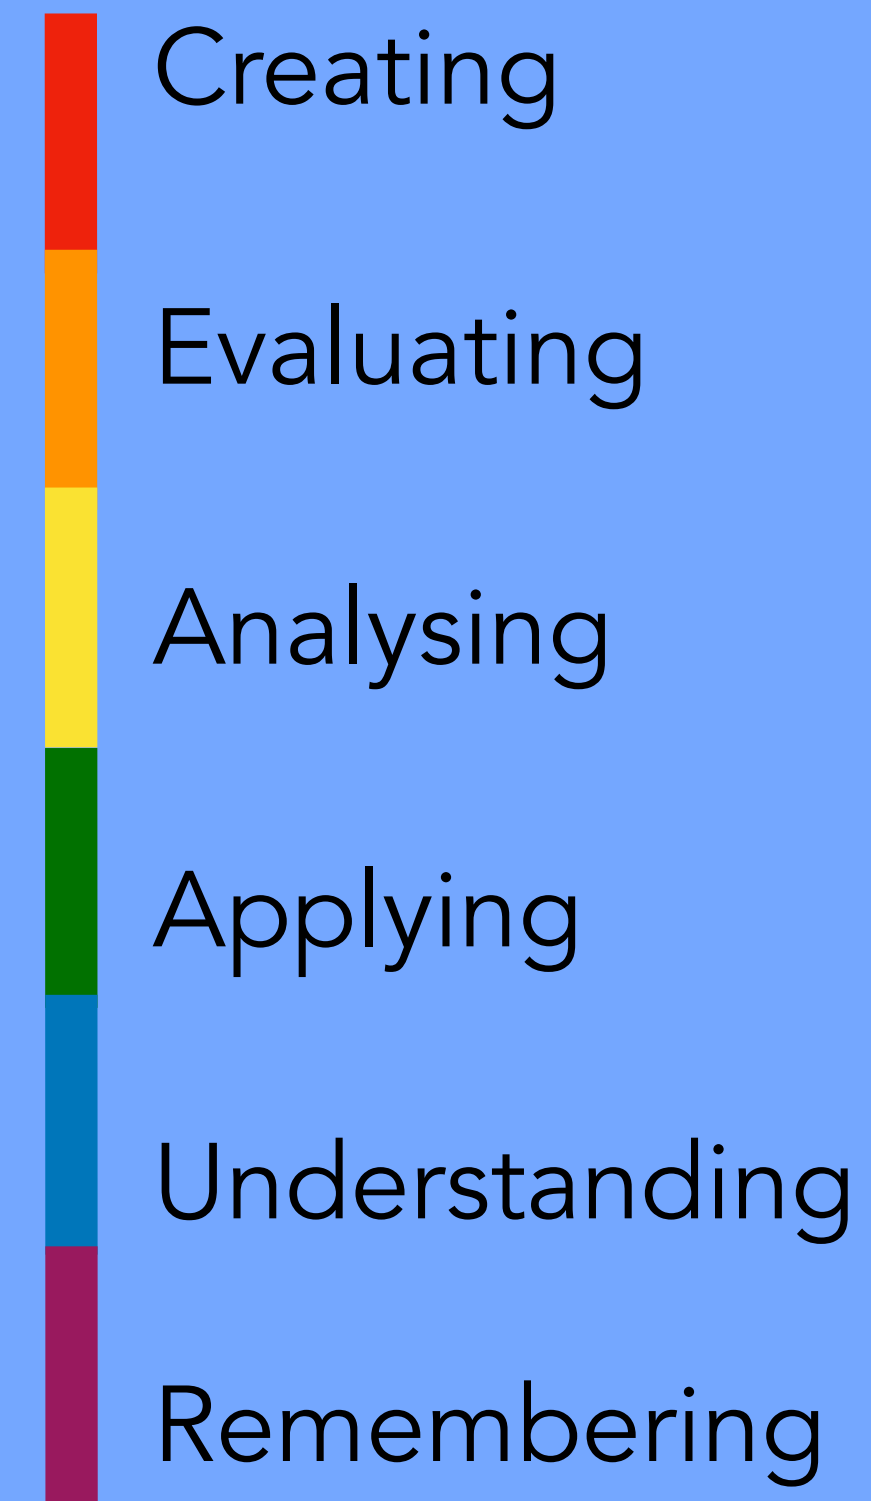 Creating
Evaluating
Analysing
Applying
Understanding
Remembering